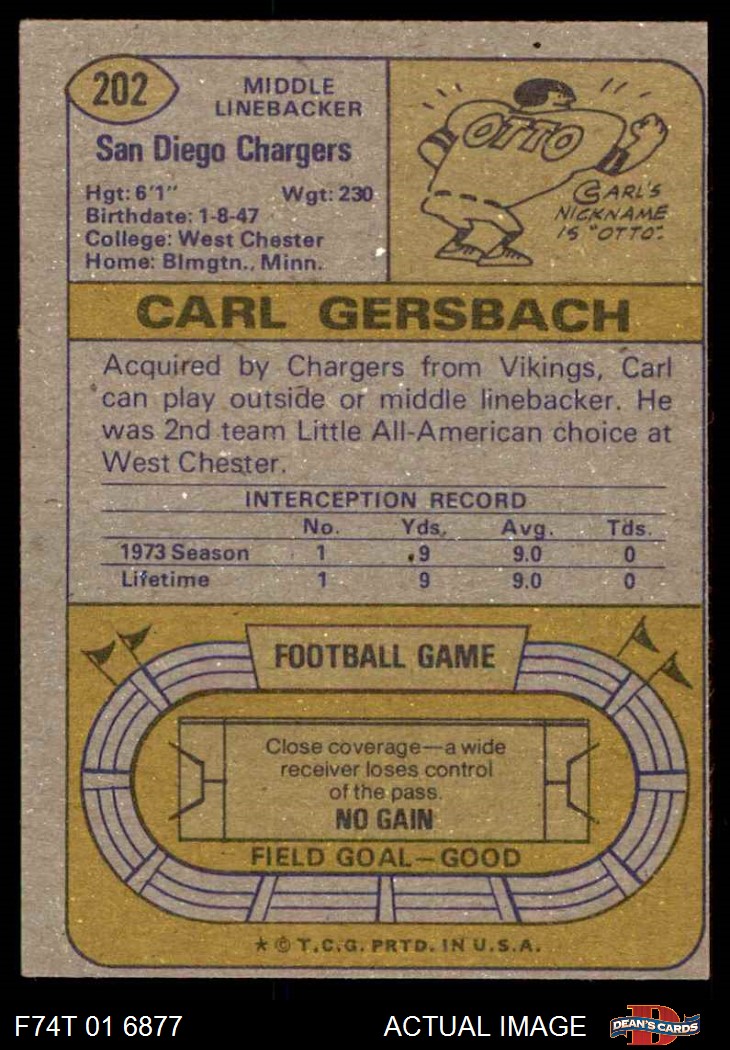 202
MIDDLE
LINEBACKER
San Diego Chargers
Hgt: 6'1" Wgt: 230
Birthdate: 1-8-47
College: West Chester
Home: Blmgtn., Minn.
OTTO
CARL'S
NICKNAME
IS "OTTO".
CARL GERSBACH
Acquired by Chargers from Vikings, Carl
can play outside or middle linebacker. He
was 2nd team Little All-American choice at
West Chester.
INTERCEPTION RECORD
No. Yds. Avg. Tds.
1973 Season 1 9 9.0 0
Lifetime 1 9 9.0 0
FOOTBALL GAME
Close coverage—a wide
receiver loses control
of the pass.
NO GAIN
FIELD GOAL—GOOD
★ © T.C.G. PRTD. IN U.S.A.
F74T 01 6877 ACTUAL IMAGE DEAN'S CARDS